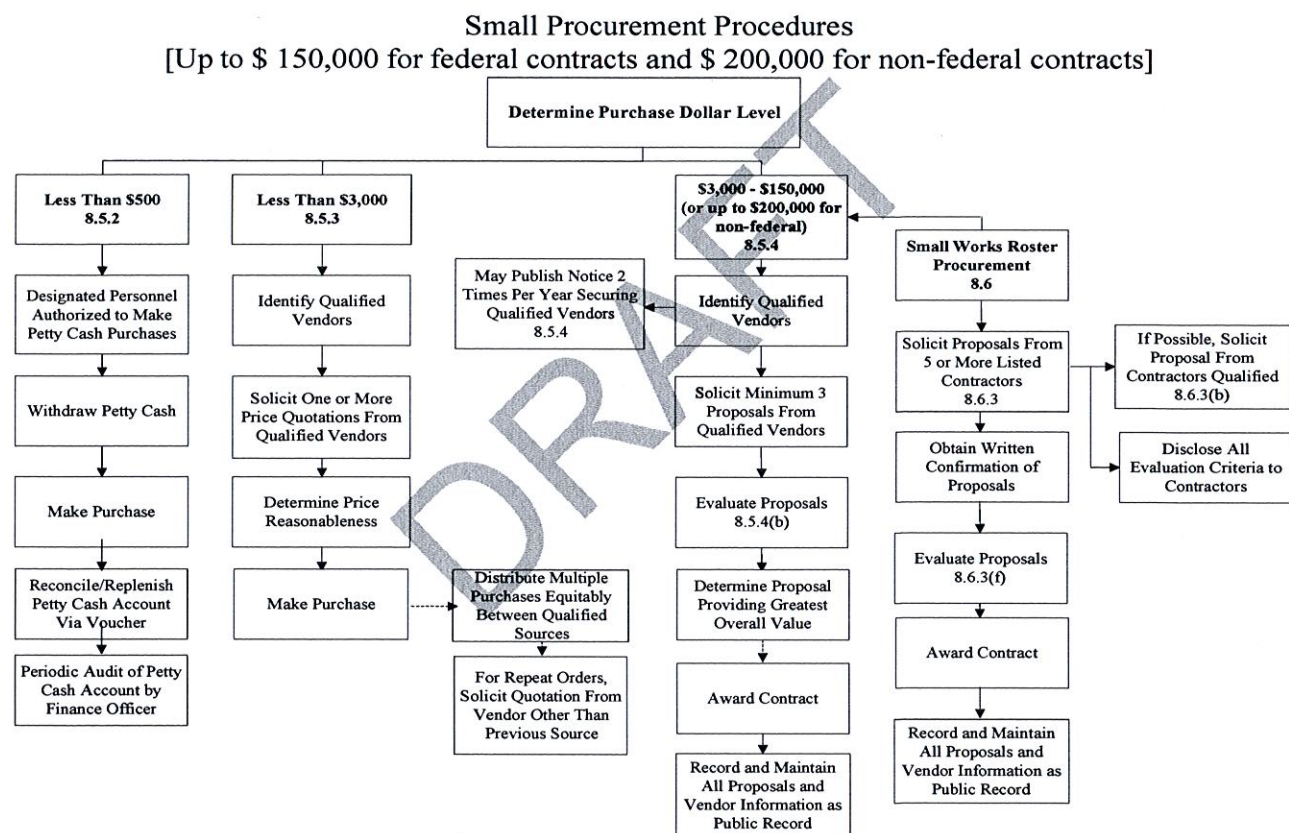 Small Procurement Procedures
[Up to $ 150,000 for federal contracts and $ 200,000 for non-federal contracts]
Determine Purchase Dollar Level
Less Than $500
8.5.2
Designated Personnel
Authorized to Make
Petty Cash Purchases
Withdraw Petty Cash
Make Purchase
Reconcile/Replenish
Petty Cash Account
Via Voucher
Periodic Audit of Petty
Cash Account by
Finance Officer
Less Than $3,000
8.5.3
Identify Qualified
Vendors
Solicit One or More
Price Quotations From
Qualified Vendors
Determine Price
Reasonableness
Make Purchase
Distribute Multiple
Purchases Equitably
Between Qualified
Sources
For Repeat Orders,
Solicit Quotation From
Vendor Other Than
Previous Source
$3,000 - $150,000
(or up to $200,000 for
non-federal)
8.5.4
May Publish Notice 2
Times Per Year Securing
Qualified Vendors
8.5.4
Identify Qualified
Vendors
Solicit Minimum 3
Proposals From
Qualified Vendors
Evaluate Proposals
8.5.4(b)
Determine Proposal
Providing Greatest
Overall Value
Award Contract
Record and Maintain
All Proposals and
Vendor Information as
Public Record
Small Works Roster
Procurement
8.6
Solicit Proposals From
5 or More Listed
Contractors
8.6.3
If Possible, Solicit
Proposal From
Contractors Qualified
8.6.3(b)
Disclose All
Evaluation Criteria to
Contractors
Obtain Written
Confirmation of
Proposals
Evaluate Proposals
8.6.3(f)
Award Contract
Record and Maintain
All Proposals and
Vendor Information as
Public Record
DRAFT